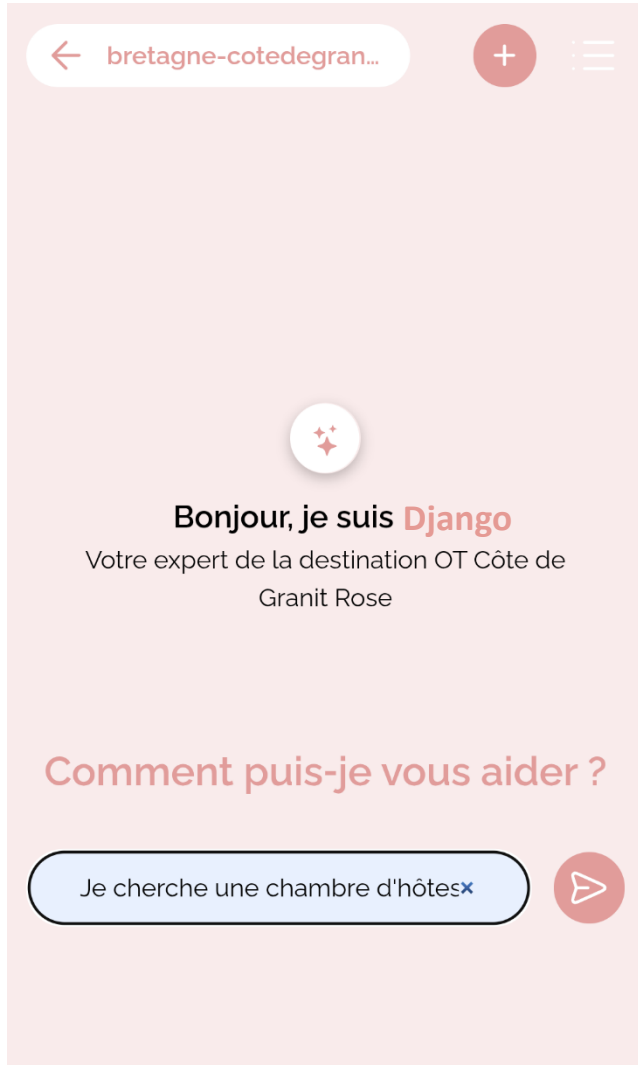 bretagne-cotedegran...
Bonjour, je suis Django
Votre expert de la destination OT Côte de
Granit Rose
Comment puis-je vous aider ?
Je cherche une chambre d'hôtes